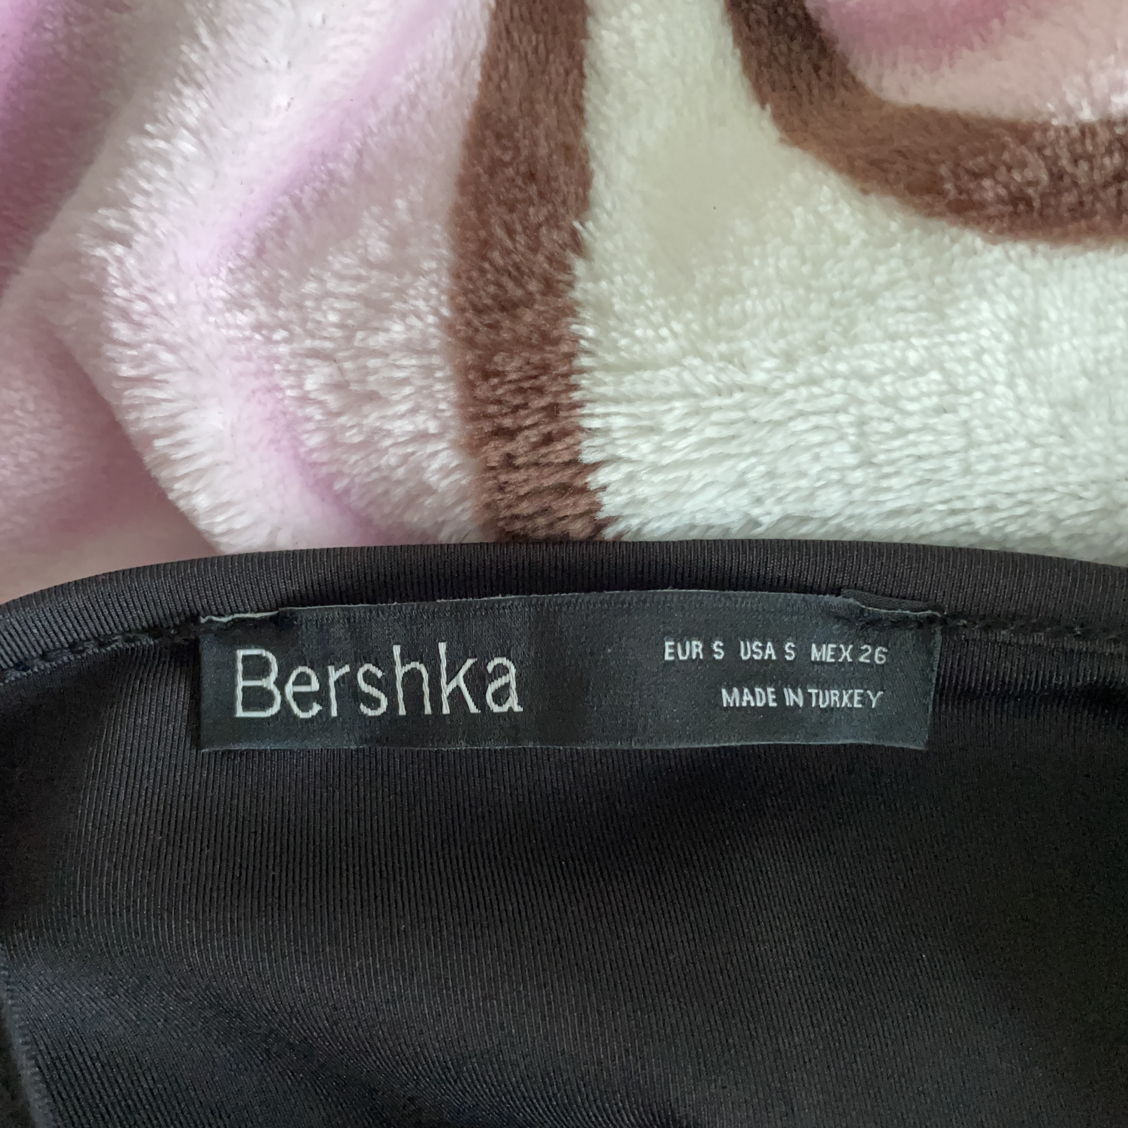 Bershka
EUR S USA S MEX 26
MADE IN TURKEY